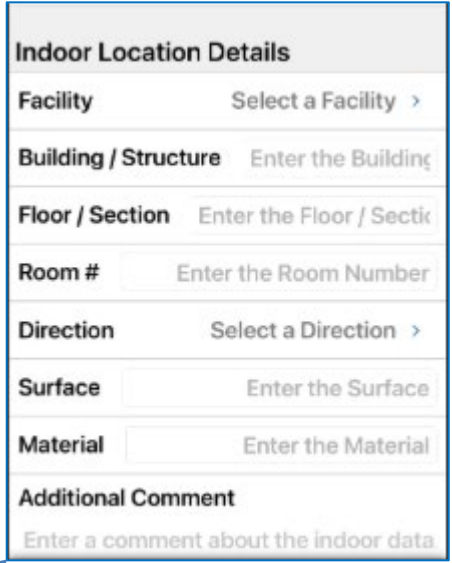 Indoor Location Details
Facility Select a Facility >
Building / Structure Enter the Building
Floor / Section Enter the Floor / Sectic
Room # Enter the Room Number
Direction Select a Direction >
Surface Enter the Surface
Material Enter the Material
Additional Comment
Enter a comment about the indoor data